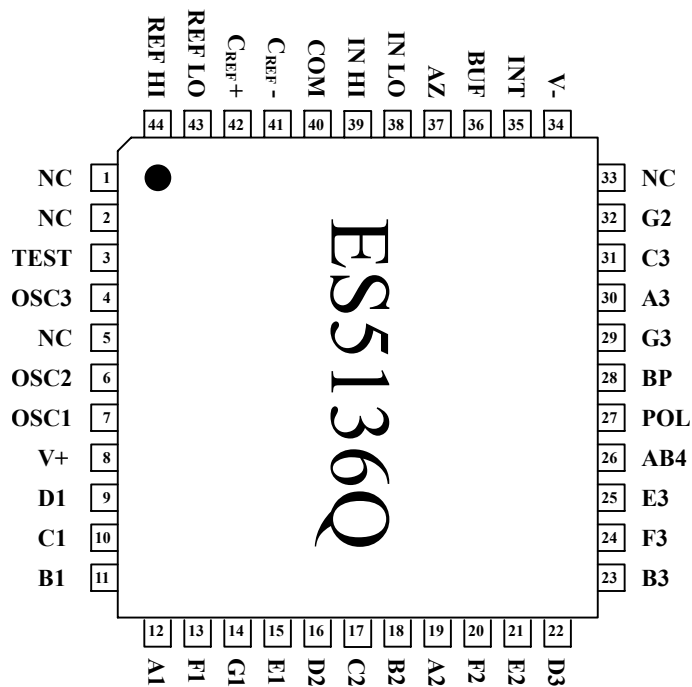 REF HI
REF LO
CREF+
CREF-
COM
IN HI
IN LO
AZ
BUF
INT
V-
44
43
42
41
40
39
38
37
36
35
34
NC 1
NC 2
TEST 3
OSC3 4
NC 5
OSC2 6
OSC1 7
V+ 8
D1 9
C1 10
B1 11
ES5136Q
33 NC
32 G2
31 C3
30 A3
29 G3
28 BP
27 POL
26 AB4
25 E3
24 F3
23 B3
12
13
14
15
16
17
18
19
20
21
22
A1
F1
G1
E1
D2
C2
B2
A2
F2
E2
D3